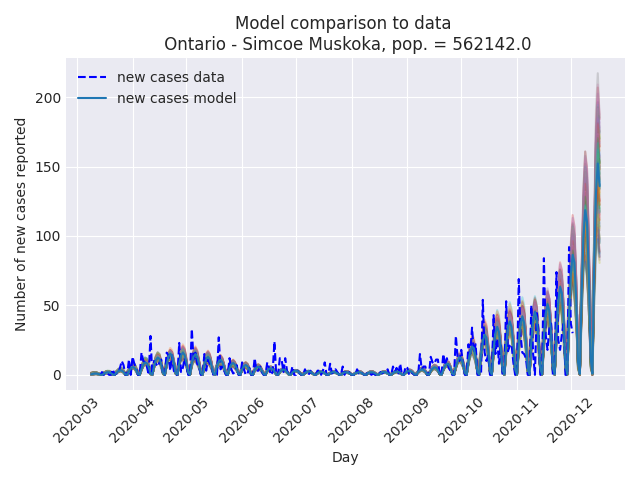 Model comparison to data
Ontario - Simcoe Muskoka, pop. = 562142.0
new cases data
new cases model
Number of new cases reported
200
150
100
50
0
2020-03
2020-04
2020-05
2020-06
2020-07
2020-08
2020-09
2020-10
2020-11
2020-12
Day